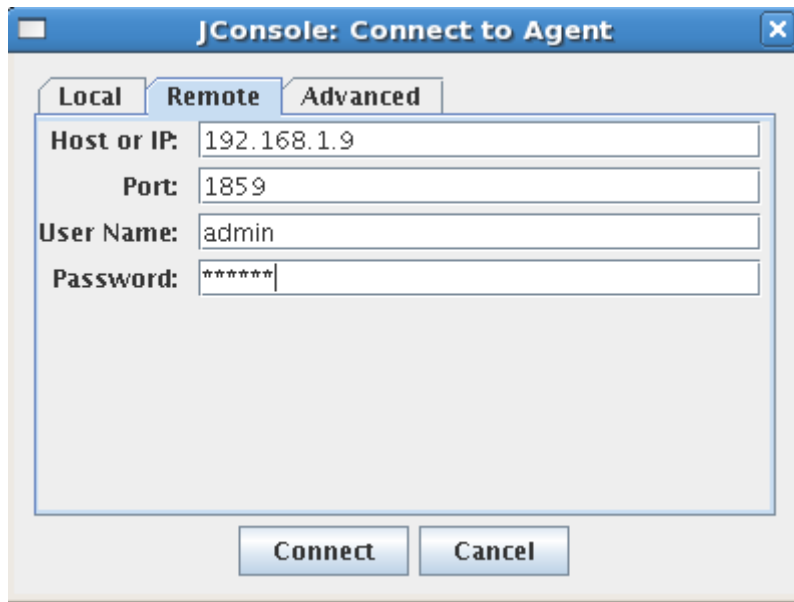 JConsole: Connect to Agent
Local Remote Advanced
Host or IP: 192.168.1.9
Port: 1859
User Name: admin
Password: ******
Connect Cancel